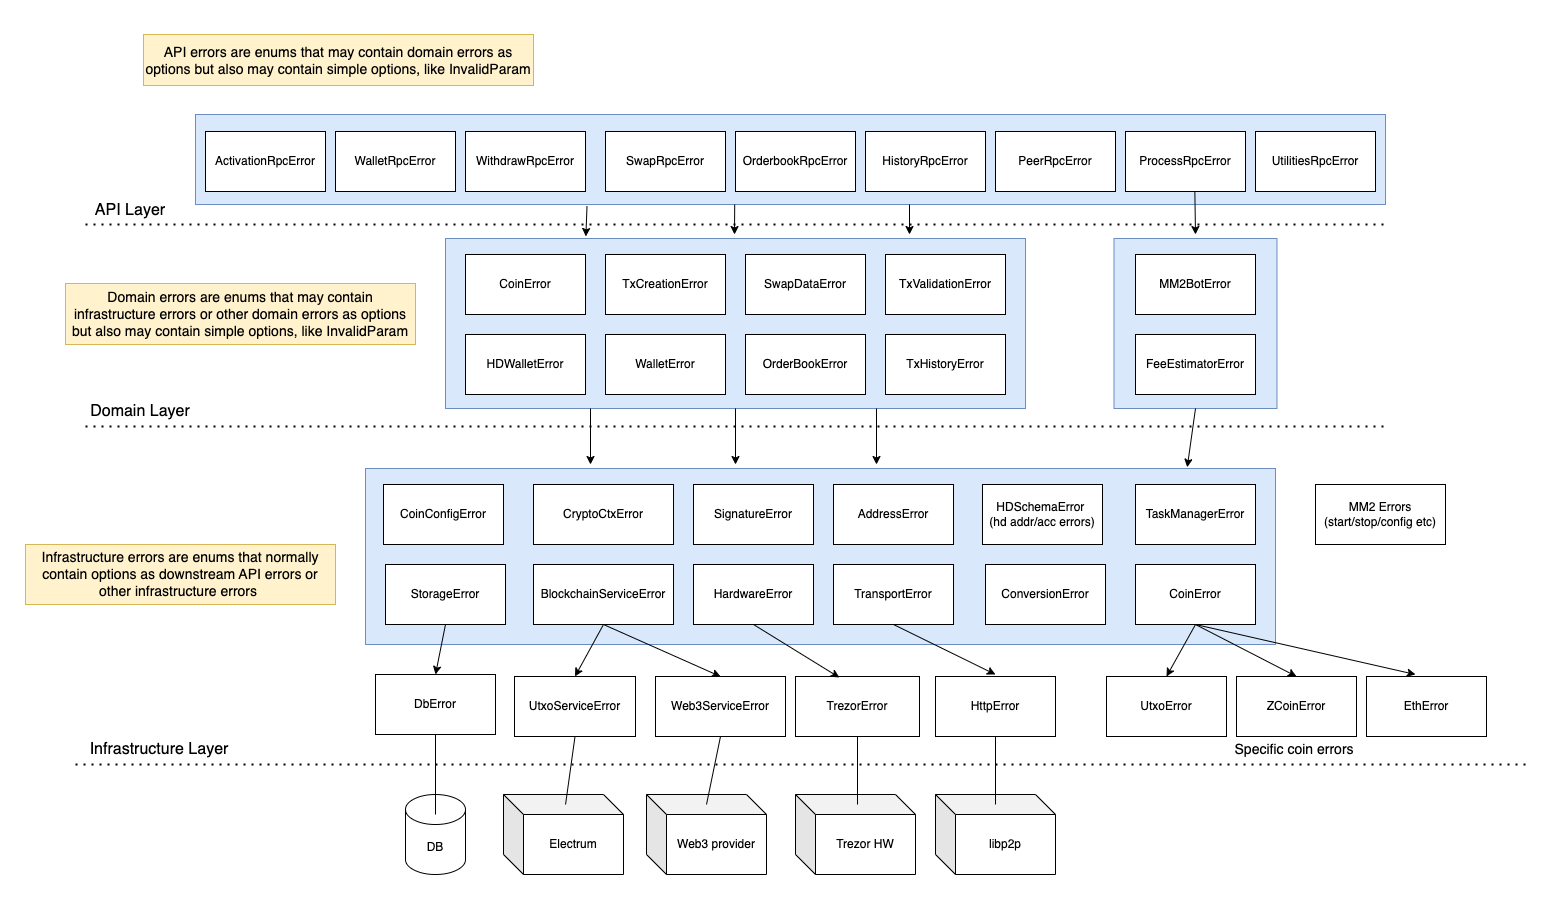 API errors are enums that may contain domain errors as
options but also may contain simple options, like InvalidParam
ActivationRpcError
WalletRpcError
WithdrawRpcError
SwapRpcError
OrderbookRpcError
HistoryRpcError
PeerRpcError
ProcessRpcError
UtilitiesRpcError
API Layer
CoinError
TxCreationError
SwapDataError
TxValidationError
MM2BotError
Domain errors are enums that may contain
infrastructure errors or other domain errors as options
but also may contain simple options, like InvalidParam
HDWalletError
WalletError
OrderBookError
TxHistoryError
FeeEstimatorError
Domain Layer
CoinConfigError
CryptoCtxError
SignatureError
AddressError
HDSchemaError
(hd addr/acc errors)
TaskManagerError
MM2 Errors
(start/stop/config etc)
Infrastructure errors are enums that normally
contain options as downstream API errors or
other infrastructure errors
StorageError
BlockchainServiceError
HardwareError
TransportError
ConversionError
CoinError
DbError
UtxoServiceError
Web3ServiceError
TrezorError
HttpError
UtxoError
ZCoinError
EthError
Infrastructure Layer
Specific coin errors
DB
Electrum
Web3 provider
Trezor HW
libp2p